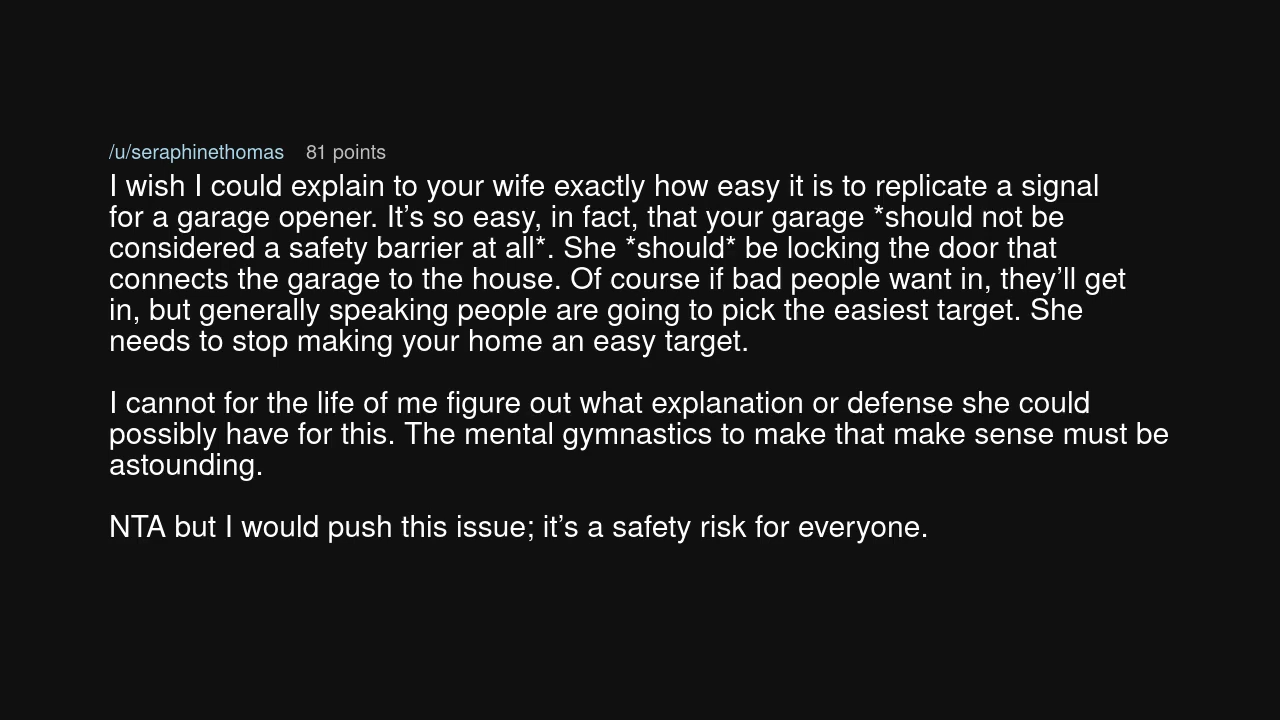 /u/seraphinethomas 81 points
I wish I could explain to your wife exactly how easy it is to replicate a signal
for a garage opener. It’s so easy, in fact, that your garage *should not be
considered a safety barrier at all*. She *should* be locking the door that
connects the garage to the house. Of course if bad people want in, they’ll get
in, but generally speaking people are going to pick the easiest target. She
needs to stop making your home an easy target.
I cannot for the life of me figure out what explanation or defense she could
possibly have for this. The mental gymnastics to make that make sense must be
astounding.
NTA but I would push this issue; it’s a safety risk for everyone.